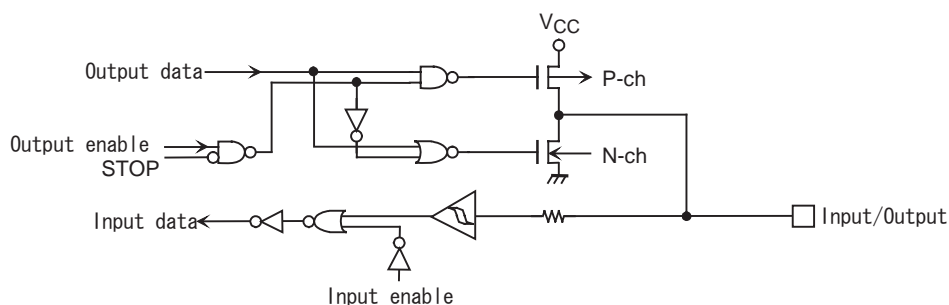 VCC
Output data
P-ch
Output enable
STOP
N-ch
Input data
Input/Output
Input enable